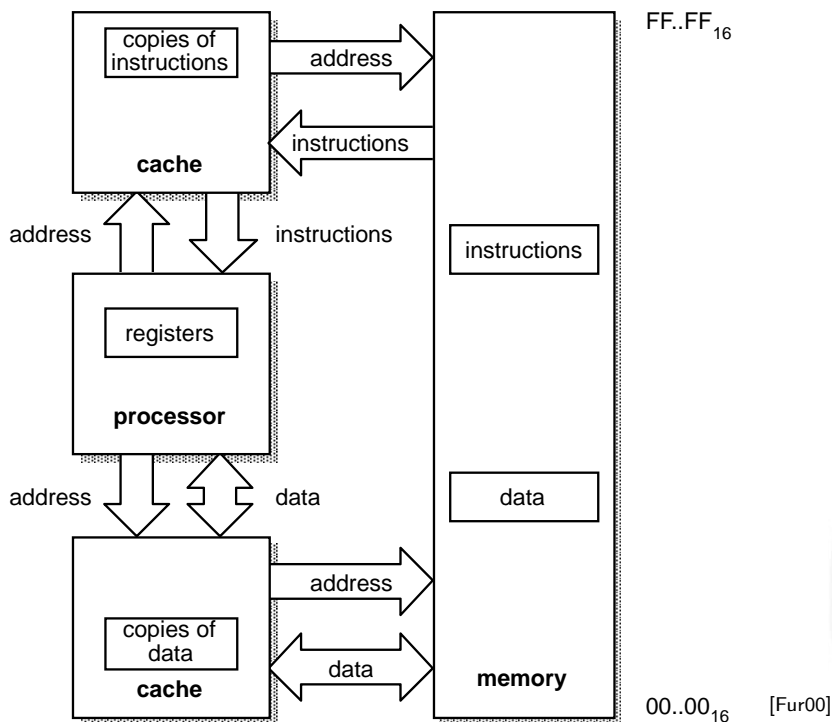 copies of
instructions
cache
address
instructions
FF..FF16
address
instructions
instructions
registers
processor
address
data
data
copies of
data
cache
address
data
memory
00..0016
[Fur00]